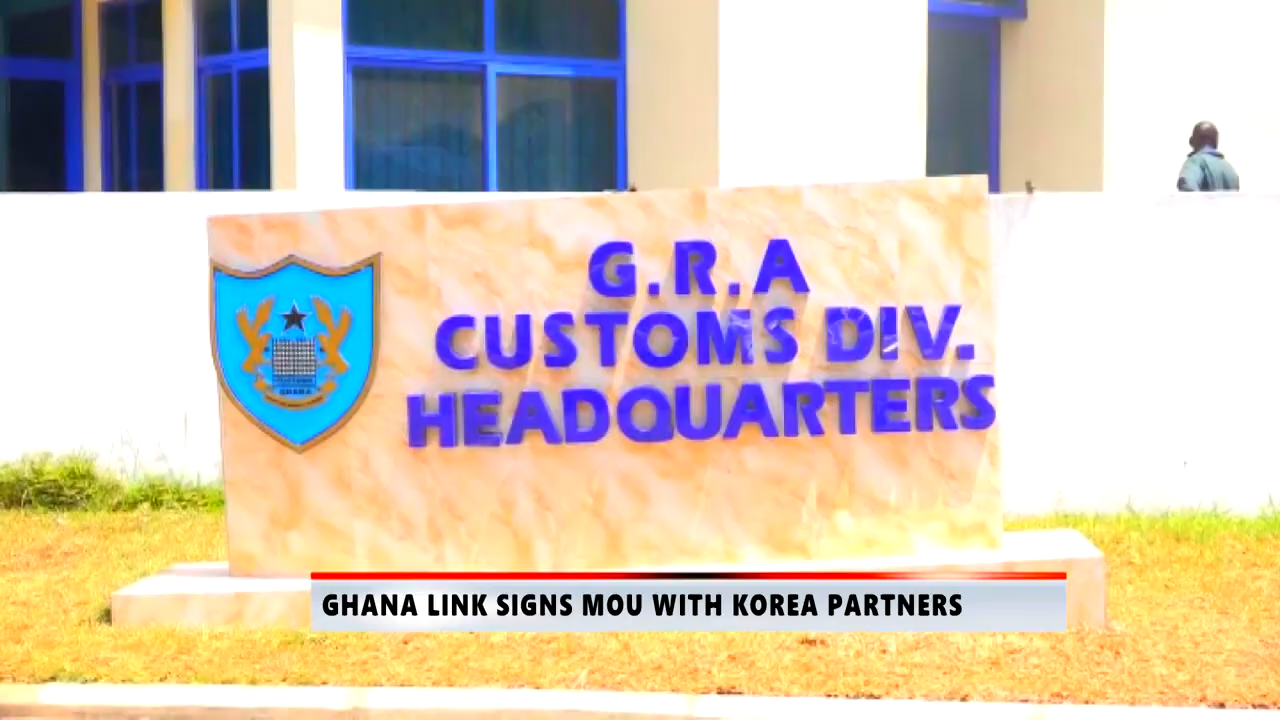 G.R.A
CUSTOMS DIV.
HEADQUARTERS
GHANA LINK SIGNS MOU WITH KOREA PARTNERS